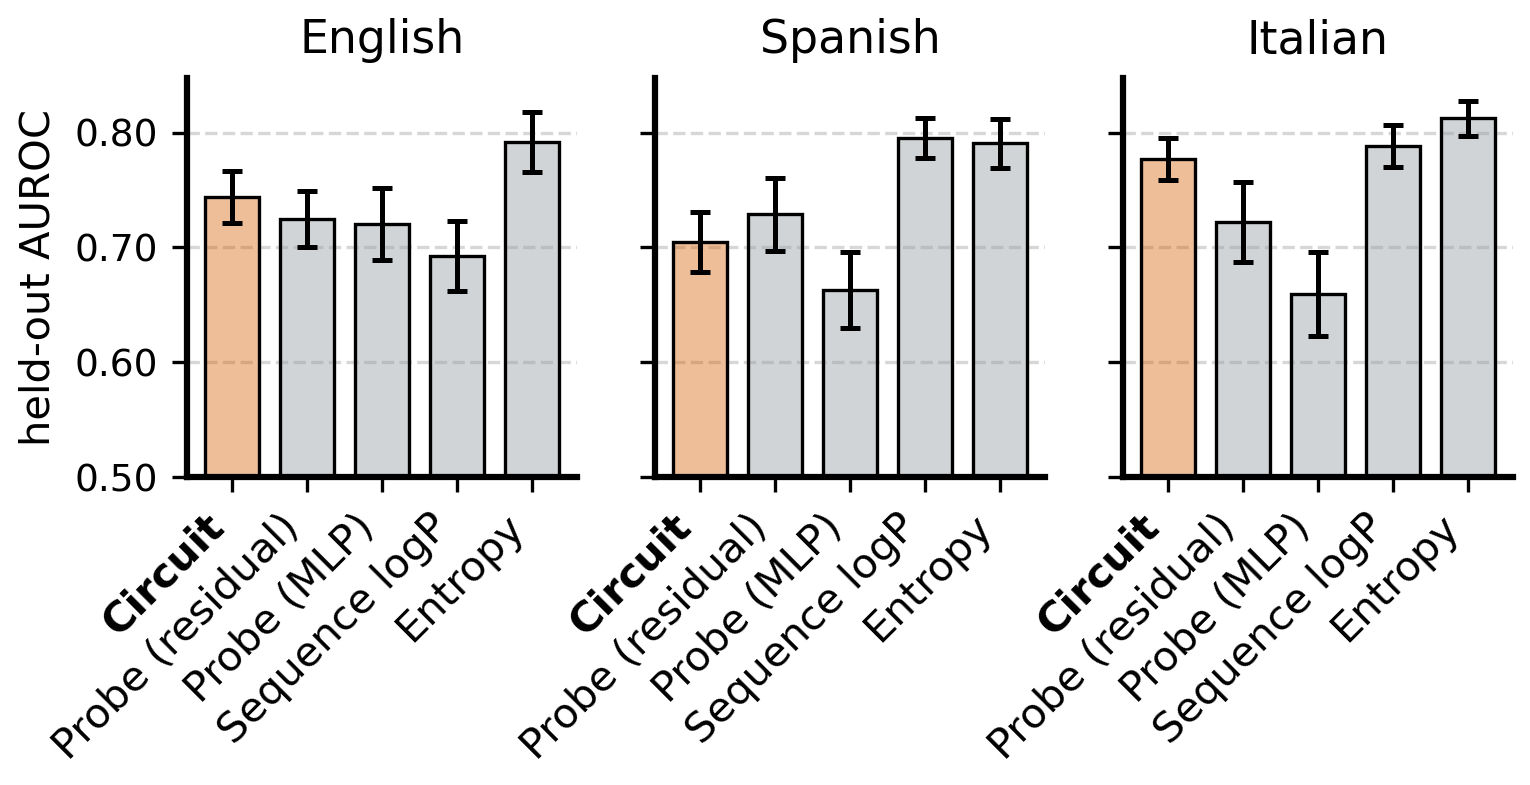 English
Spanish
Italian
held-out AUROC
0.80
0.70
0.60
0.50
Circuit
Probe (residual)
Probe (MLP)
Sequence logP
Entropy
Circuit
Probe (residual)
Probe (MLP)
Sequence logP
Entropy
Circuit
Probe (residual)
Probe (MLP)
Sequence logP
Entropy